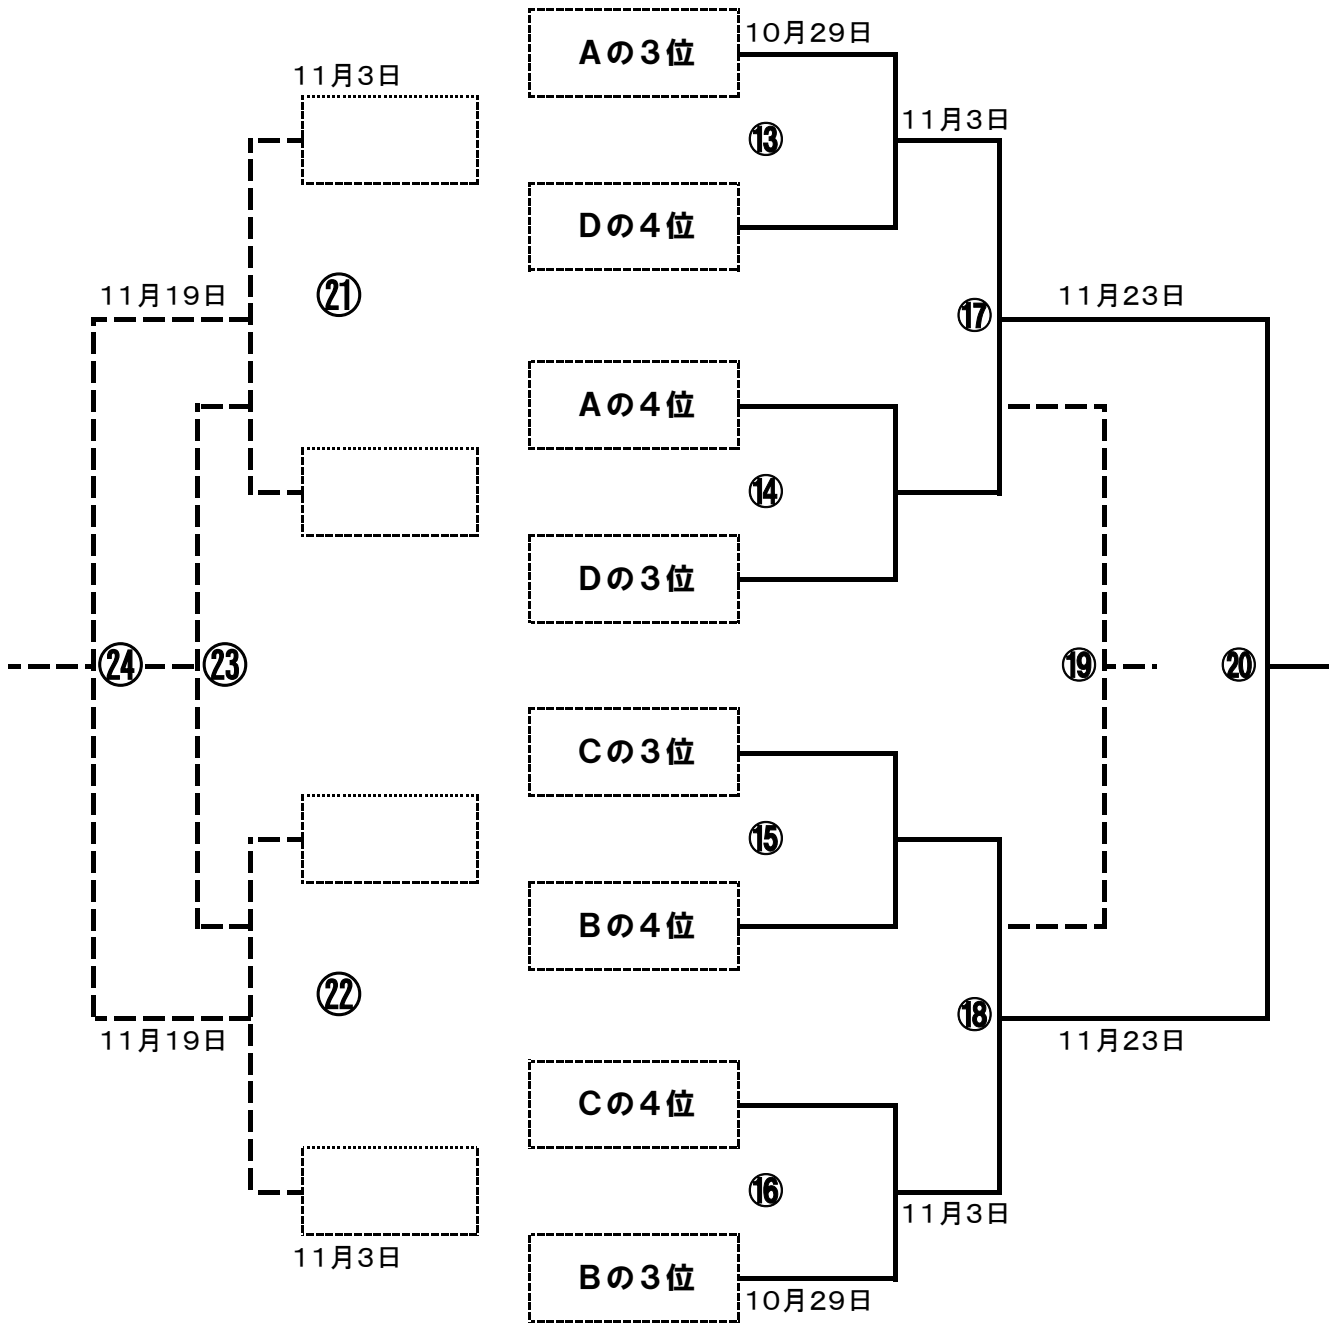 10月29日
Aの3位
11月3日
11月3日
⑬
Dの4位
11月19日
㉑
⑰
11月23日
Aの4位
⑭
Dの3位
㉔
㉓
⑲
⑳
Cの3位
⑮
Bの4位
㉒
⑱
11月19日
11月23日
Cの4位
⑯
11月3日
11月3日
Bの3位
10月29日